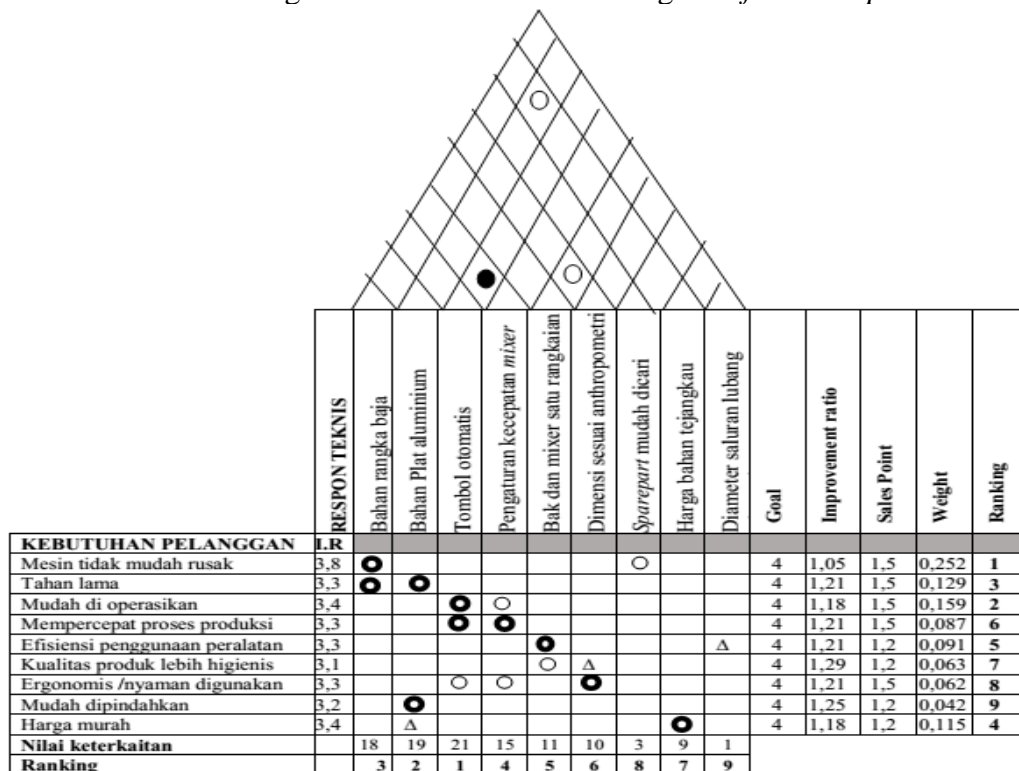 RESPON TEKNIS
Bahan rangka baja
Bahan Plat aluminium
Tombol otomatis
Pengaturan kecepatan mixer
Bak dan mixer satu rangkaian
Dimensi sesuai anthropometri
Sparepart mudah dicari
Harga bahan tejangkau
Diameter saluran lubang
Goal
Improvement ratio
Sales Point
Weight
Ranking
KEBUTUHAN PELANGGAN I.R
Mesin tidak mudah rusak 3,8 4 1,05 1,5 0,252 1
Tahan lama 3,3 4 1,21 1,5 0,129 3
Mudah di operasikan 3,4 4 1,18 1,5 0,159 2
Mempercepat proses produksi 3,3 4 1,21 1,5 0,087 6
Efisiensi penggunaan peralatan 3,3 Δ 4 1,21 1,2 0,091 5
Kualitas produk lebih higienis 3,1 Δ 4 1,29 1,2 0,063 7
Ergonomis /nyaman digunakan 3,3 4 1,21 1,5 0,062 8
Mudah dipindahkan 3,2 4 1,25 1,2 0,042 9
Harga murah 3,4 Δ 4 1,18 1,2 0,115 4
Nilai keterkaitan 18 19 21 15 11 10 3 9 1
Ranking 3 2 1 4 5 6 8 7 9